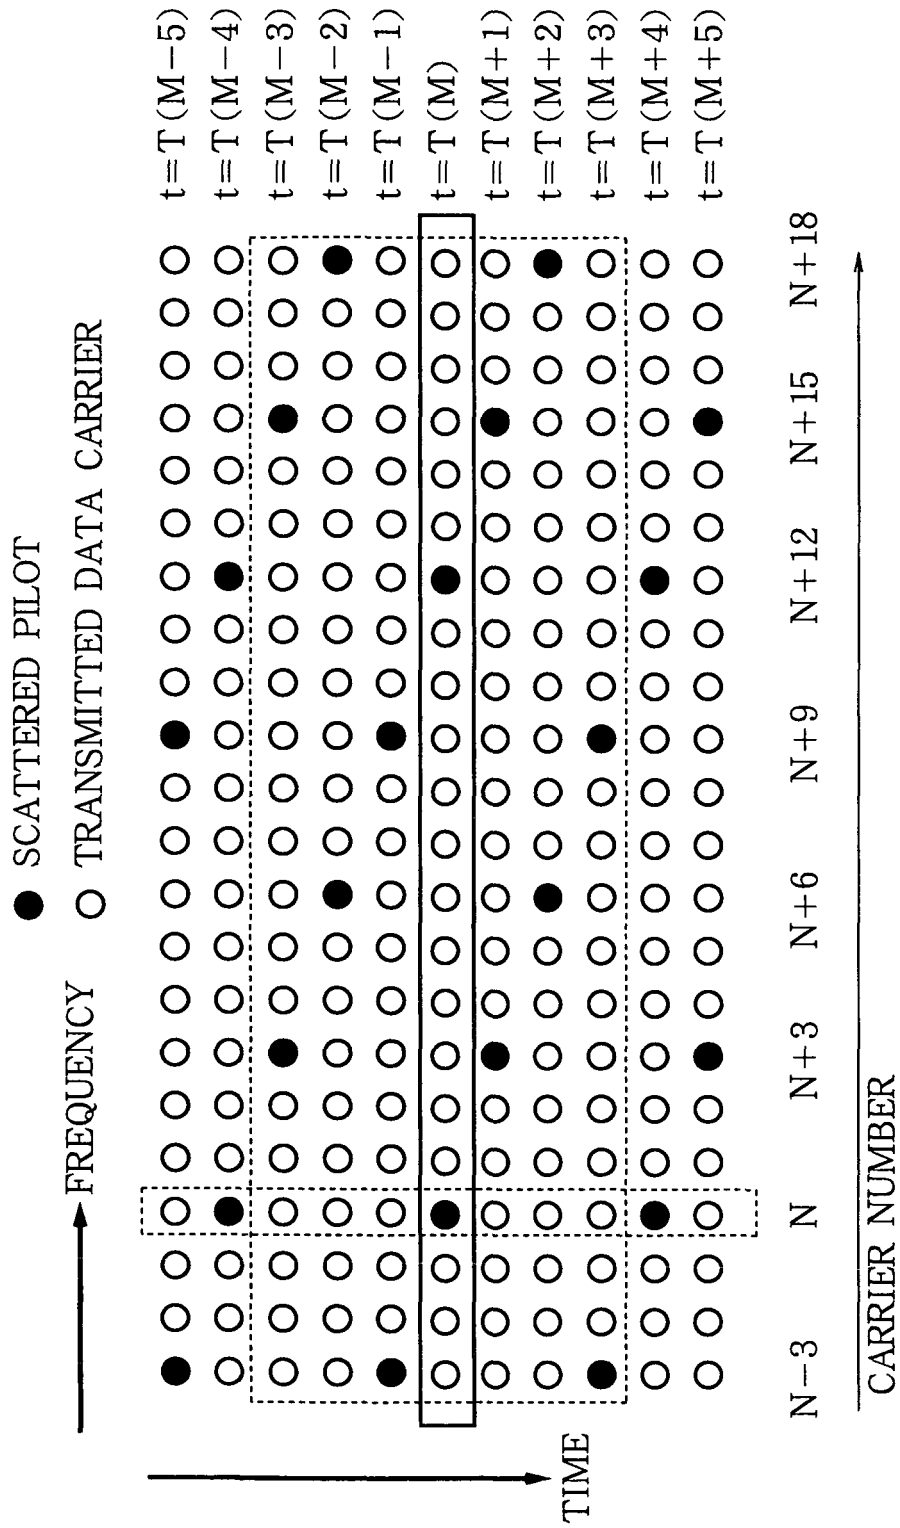 ● SCATTERED PILOT
○ TRANSMITTED DATA CARRIER
FREQUENCY
TIME
t=T(M−5)
t=T(M−4)
t=T(M−3)
t=T(M−2)
t=T(M−1)
t=T(M)
t=T(M+1)
t=T(M+2)
t=T(M+3)
t=T(M+4)
t=T(M+5)
N−3 N N+3 N+6 N+9 N+12 N+15 N+18
CARRIER NUMBER